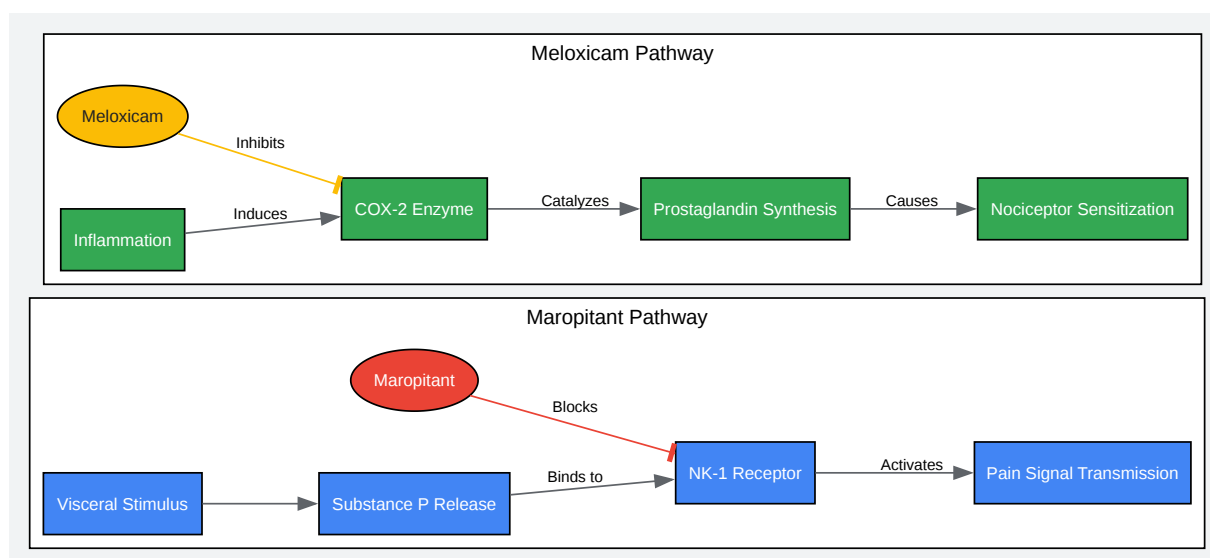 Meloxicam Pathway
Meloxicam
Inhibits
Inflammation
Induces
COX-2 Enzyme
Catalyzes
Prostaglandin Synthesis
Causes
Nociceptor Sensitization
Maropitant Pathway
Maropitant
Blocks
Visceral Stimulus
Substance P Release
Binds to
NK-1 Receptor
Activates
Pain Signal Transmission